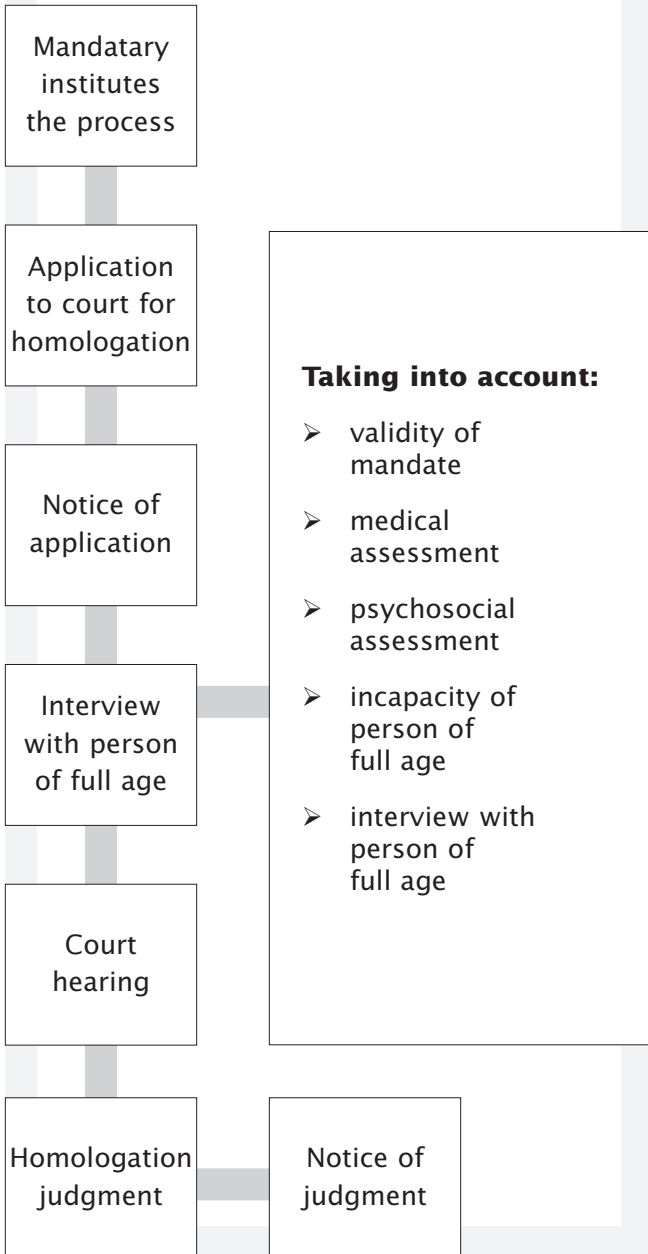 Mandatary
institutes
the process
Application
to court for
homologation
Notice of
application
Interview
with person
of full age
Taking into account:
➢ validity of
mandate
➢ medical
assessment
➢ psychosocial
assessment
➢ incapacity of
person of
full age
➢ interview with
person of
full age
Court
hearing
Homologation
judgment
Notice of
judgment